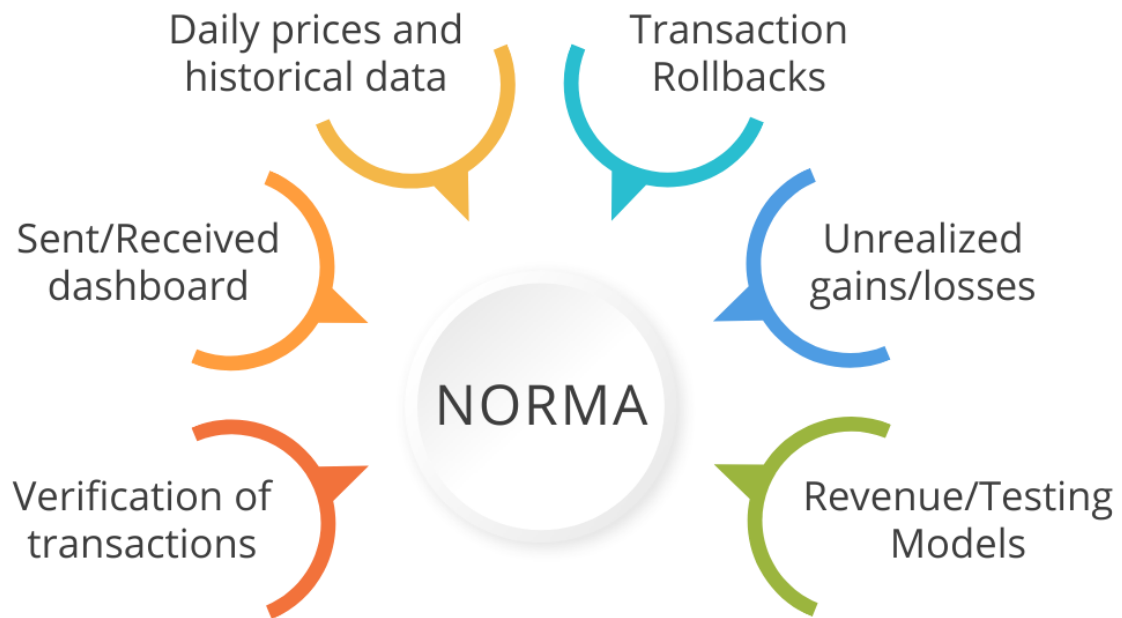 Daily prices and
historical data
Transaction
Rollbacks
Sent/Received
dashboard
Unrealized
gains/losses
NORMA
Verification of
transactions
Revenue/Testing
Models